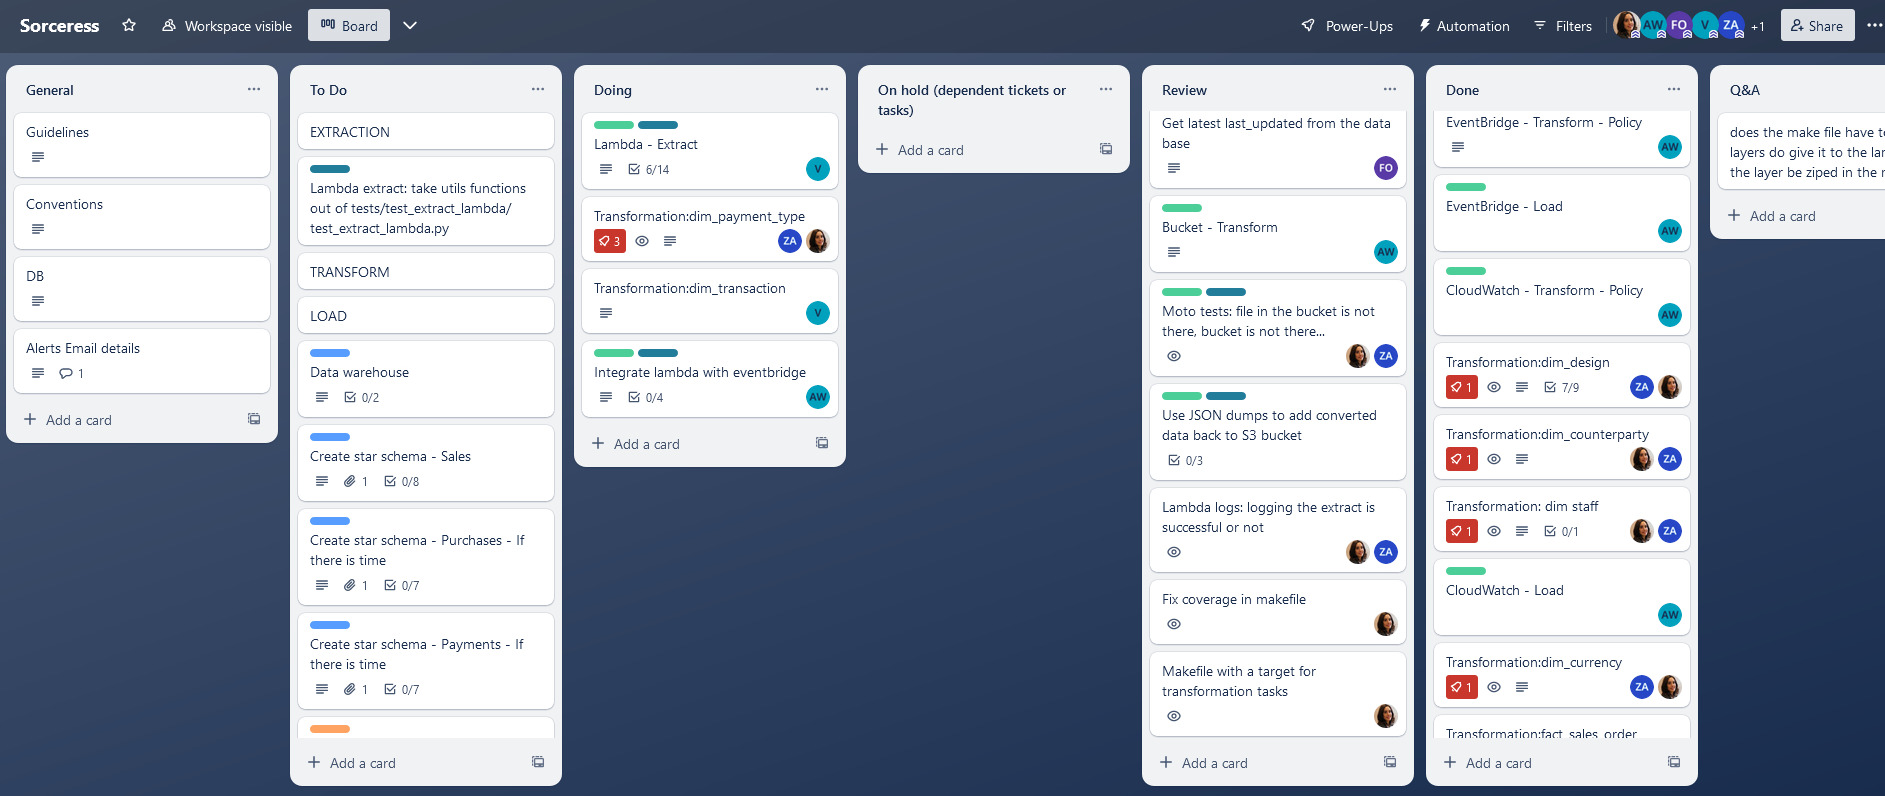 Sorceress
Workspace visible
Board
Power-Ups
Automation
Filters
AW
FO
V
ZA
+1
Share
General
Guidelines
Conventions
DB
Alerts Email details
1
Add a card
To Do
EXTRACTION
Lambda extract: take utils functions
out of tests/test_extract_lambda/
test_extract_lambda.py
TRANSFORM
LOAD
Data warehouse
0/2
Create star schema - Sales
1 0/8
Create star schema - Purchases - If
there is time
1 0/7
Create star schema - Payments - If
there is time
1 0/7
Add a card
Doing
Lambda - Extract
6/14 V
Transformation:dim_payment_type
3 ZA
Transformation:dim_transaction
V
Integrate lambda with eventbridge
0/4 AW
Add a card
On hold (dependent tickets or
tasks)
Add a card
Review
Get latest last_updated from the data
base
FO
Bucket - Transform
AW
Moto tests: file in the bucket is not
there, bucket is not there...
ZA
Use JSON dumps to add converted
data back to S3 bucket
0/3
Lambda logs: logging the extract is
successful or not
ZA
Fix coverage in makefile
Makefile with a target for
transformation tasks
Add a card
Done
EventBridge - Transform - Policy
AW
EventBridge - Load
AW
CloudWatch - Transform - Policy
AW
Transformation:dim_design
1 7/9 ZA
Transformation:dim_counterparty
1 ZA
Transformation: dim staff
1 0/1 ZA
CloudWatch - Load
AW
Transformation:dim_currency
1 ZA
Transformation:fact_sales_order
Add a card
Q&A
does the make file have
layers do give it to the
the layer be ziped in the
Add a card